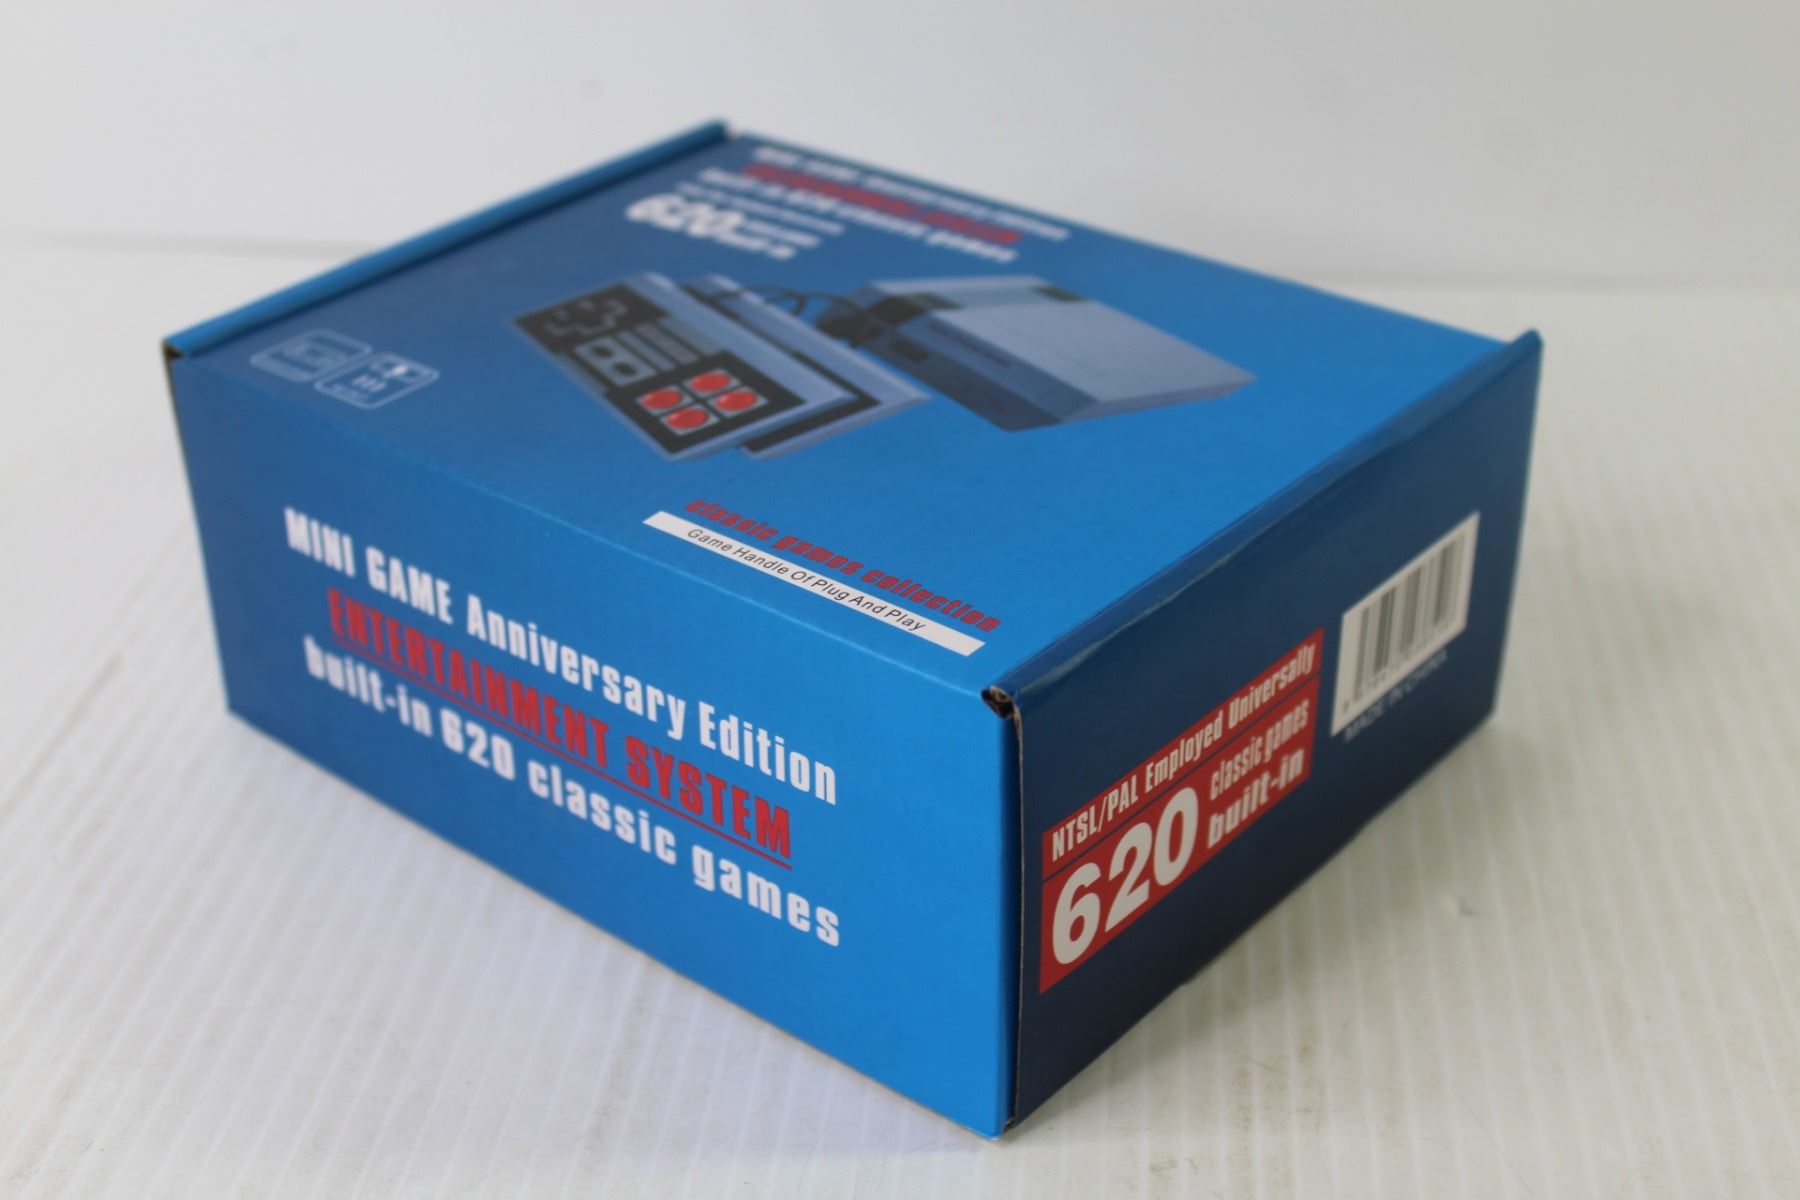 620
classic games collection
Game Handle Of Plug And Play
MINI GAME Anniversary Edition
ENTERTAINMENT SYSTEM
built-in 620 classic games
NTSL/PAL Employed Universally
620 classic games
built-in
MADE IN CHINA